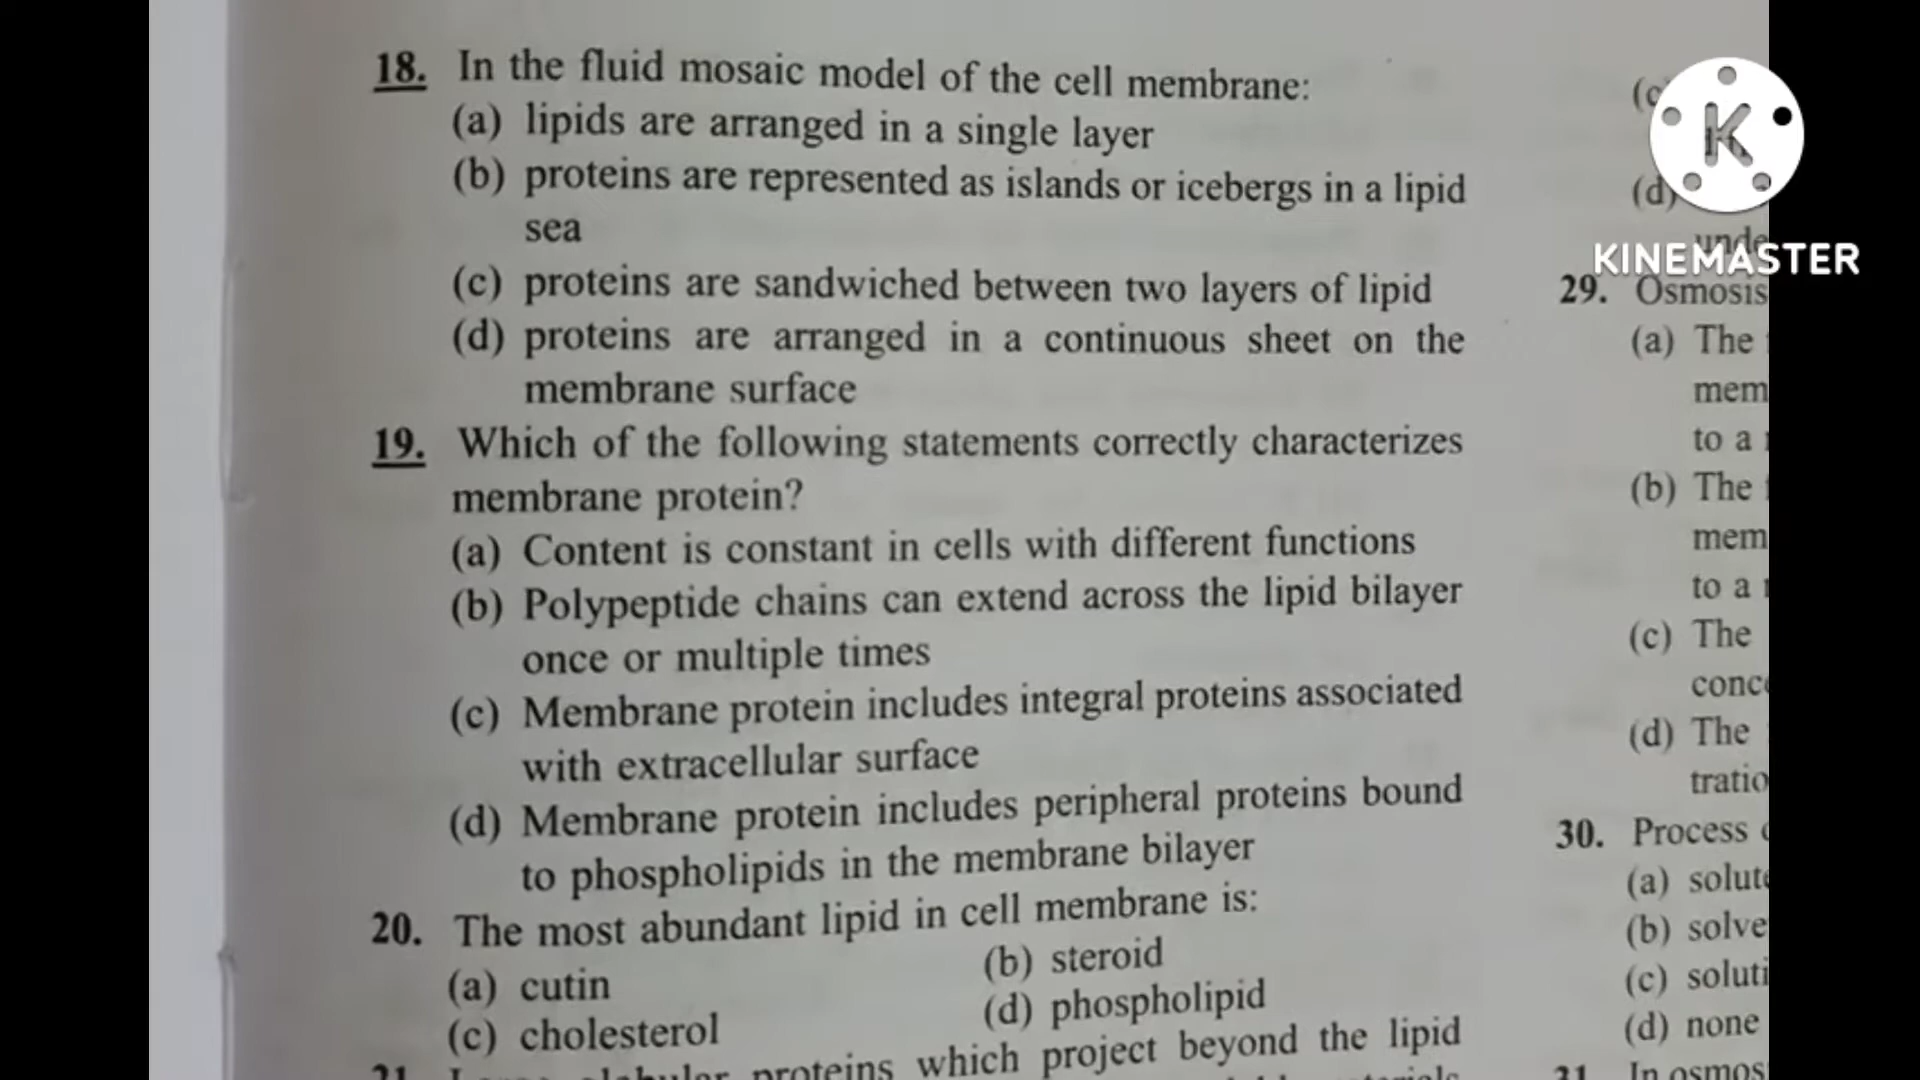 18. In the fluid mosaic model of the cell membrane:
(a) lipids are arranged in a single layer
(b) proteins are represented as islands or icebergs in a lipid
sea
(c) proteins are sandwiched between two layers of lipid
(d) proteins are arranged in a continuous sheet on the
membrane surface
19. Which of the following statements correctly characterizes
membrane protein?
(a) Content is constant in cells with different functions
(b) Polypeptide chains can extend across the lipid bilayer
once or multiple times
(c) Membrane protein includes integral proteins associated
with extracellular surface
(d) Membrane protein includes peripheral proteins bound
to phospholipids in the membrane bilayer
20. The most abundant lipid in cell membrane is:
(a) cutin
(b) steroid
(c) cholesterol
(d) phospholipid
proteins which project beyond the lipid
(d)
unde
29. Osmosis
(a) The
mem
to a
(b) The
mem
to a
(c) The
conc
(d) The
tratio
30. Process
(a) solut
(b) solve
(c) soluti
(d) none
31. In osmos
K
KINEMASTER